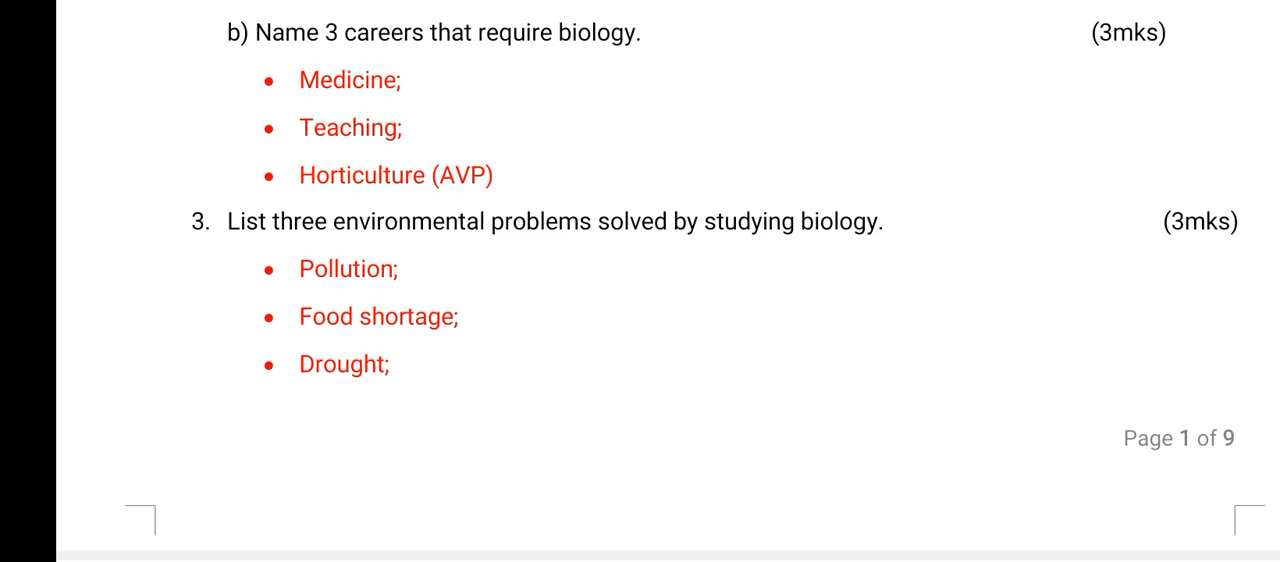 b) Name 3 careers that require biology. (3mks)
• Medicine;
• Teaching;
• Horticulture (AVP)
3. List three environmental problems solved by studying biology. (3mks)
• Pollution;
• Food shortage;
• Drought;
Page 1 of 9